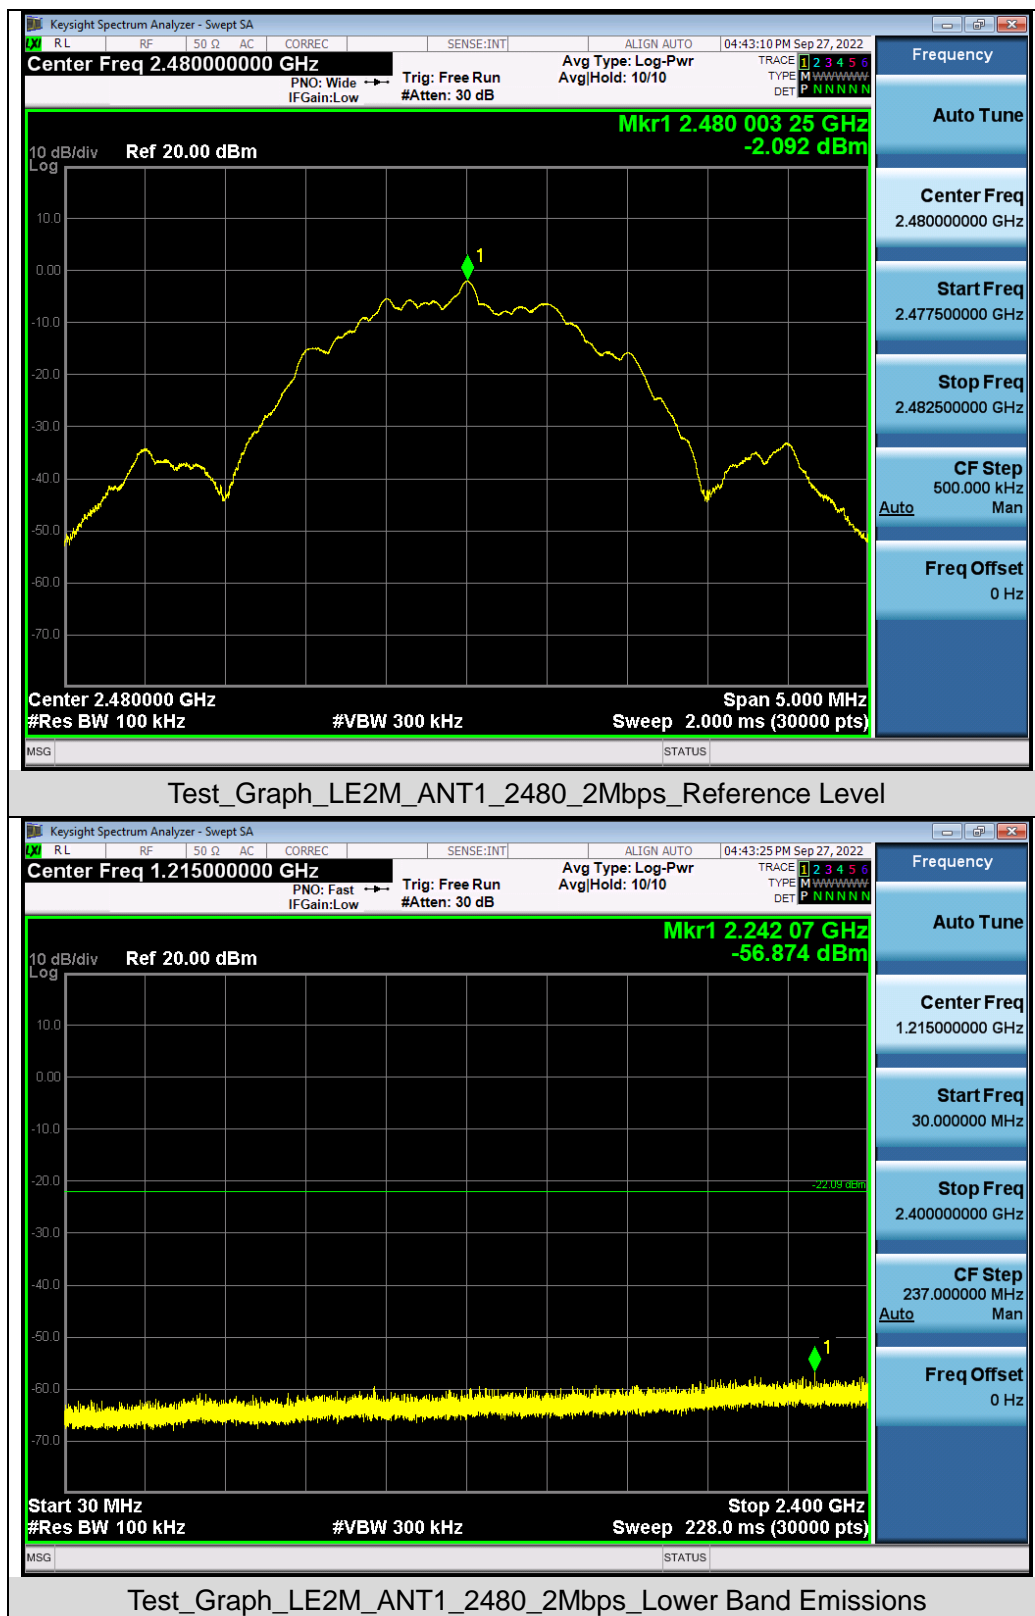 Keysight Spectrum Analyzer - Swept SA
LXI RL RF 50 Ω AC CORREC SENSE:INT ALIGN AUTO 04:43:10 PM Sep 27, 2022
Center Freq 2.480000000 GHz
PNO: Wide
IFGain:Low
Trig: Free Run
#Atten: 30 dB
Avg Type: Log-Pwr
Avg|Hold: 10/10
TRACE 1 2 3 4 5 6
TYPE M WWWWW
DET P N N N N N
Mkr1 2.480 003 25 GHz
-2.092 dBm
10 dB/div Ref 20.00 dBm
Log
10.0
0.00
-10.0
-20.0
-30.0
-40.0
-50.0
-60.0
-70.0
1
Center 2.480000 GHz Span 5.000 MHz
#Res BW 100 kHz #VBW 300 kHz Sweep 2.000 ms (30000 pts)
MSG STATUS
Frequency
Auto Tune
Center Freq
2.480000000 GHz
Start Freq
2.477500000 GHz
Stop Freq
2.482500000 GHz
CF Step
500.000 kHz
Auto Man
Freq Offset
0 Hz
Test_Graph_LE2M_ANT1_2480_2Mbps_Reference Level
Keysight Spectrum Analyzer - Swept SA
LXI RL RF 50 Ω AC CORREC SENSE:INT ALIGN AUTO 04:43:25 PM Sep 27, 2022
Center Freq 1.215000000 GHz
PNO: Fast
IFGain:Low
Trig: Free Run
#Atten: 30 dB
Avg Type: Log-Pwr
Avg|Hold: 10/10
TRACE 1 2 3 4 5 6
TYPE M WWWWW
DET P N N N N N
Mkr1 2.242 07 GHz
-56.874 dBm
10 dB/div Ref 20.00 dBm
Log
10.0
0.00
-10.0
-20.0
-30.0
-40.0
-50.0
-60.0
-70.0
-22.09 dBm
1
Start 30 MHz Stop 2.400 GHz
#Res BW 100 kHz #VBW 300 kHz Sweep 228.0 ms (30000 pts)
MSG STATUS
Frequency
Auto Tune
Center Freq
1.215000000 GHz
Start Freq
30.000000 MHz
Stop Freq
2.400000000 GHz
CF Step
237.000000 MHz
Auto Man
Freq Offset
0 Hz
Test_Graph_LE2M_ANT1_2480_2Mbps_Lower Band Emissions